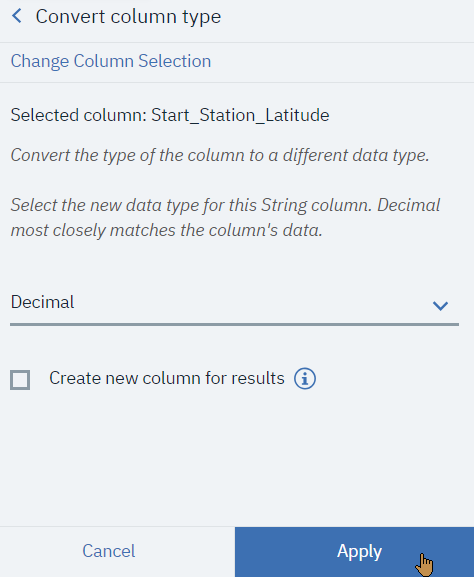 Convert column type
Change Column Selection
Selected column: Start_Station_Latitude
Convert the type of the column to a different data type.
Select the new data type for this String column. Decimal
most closely matches the column's data.
Decimal
Create new column for results
Cancel
Apply